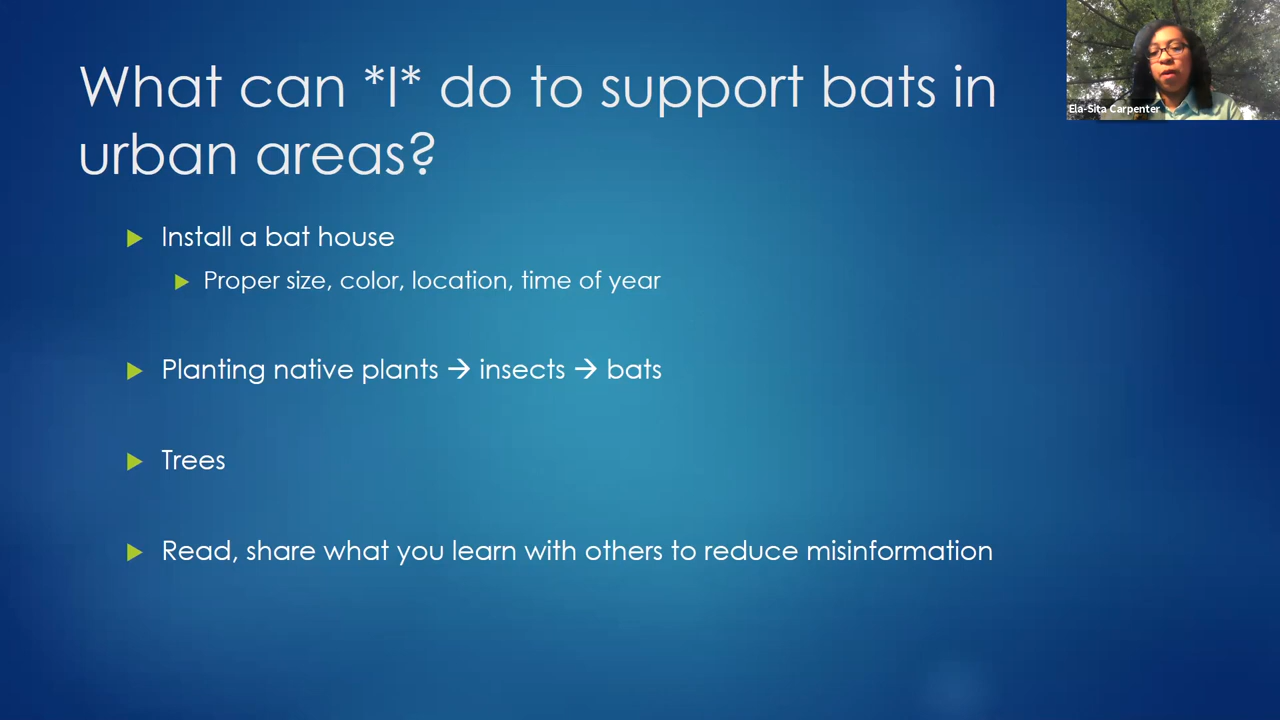 What can *I* do to support bats in
urban areas?
Ela-Sita Carpenter
Install a bat house
Proper size, color, location, time of year
Planting native plants → insects → bats
Trees
Read, share what you learn with others to reduce misinformation